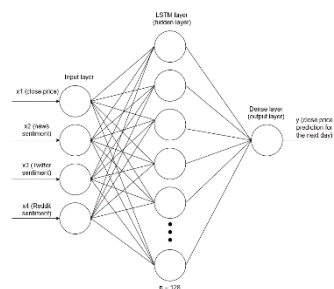 LSTM layer
(hidden layer)
Input layer
x1 (close price)
x2 (news
sentiment)
x3 (Twitter
sentiment)
x4 (Reddit
sentiment)
Dense layer
(output layer)
y (close price
prediction for
the next day)
n = 128